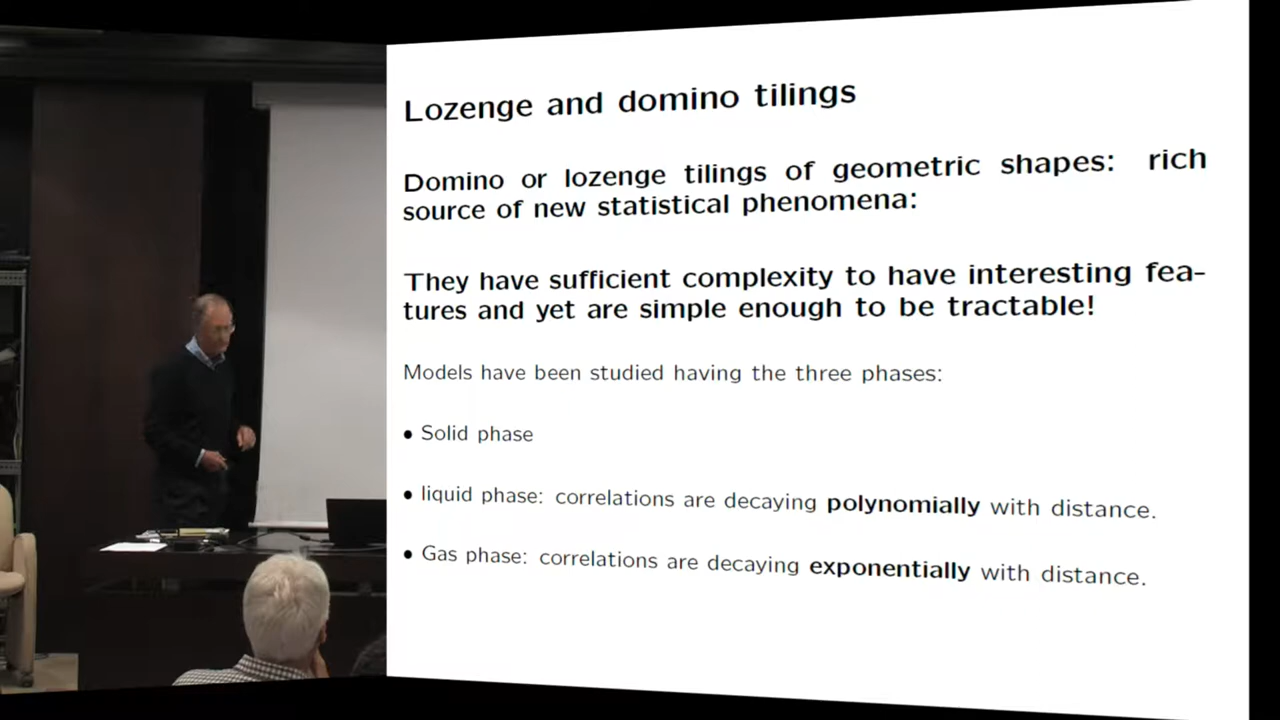 Lozenge and domino tilings
Domino or lozenge tilings of geometric shapes: rich
source of new statistical phenomena:
They have sufficient complexity to have interesting fea-
tures and yet are simple enough to be tractable!
Models have been studied having the three phases:
• Solid phase
• liquid phase: correlations are decaying polynomially with distance.
• Gas phase: correlations are decaying exponentially with distance.